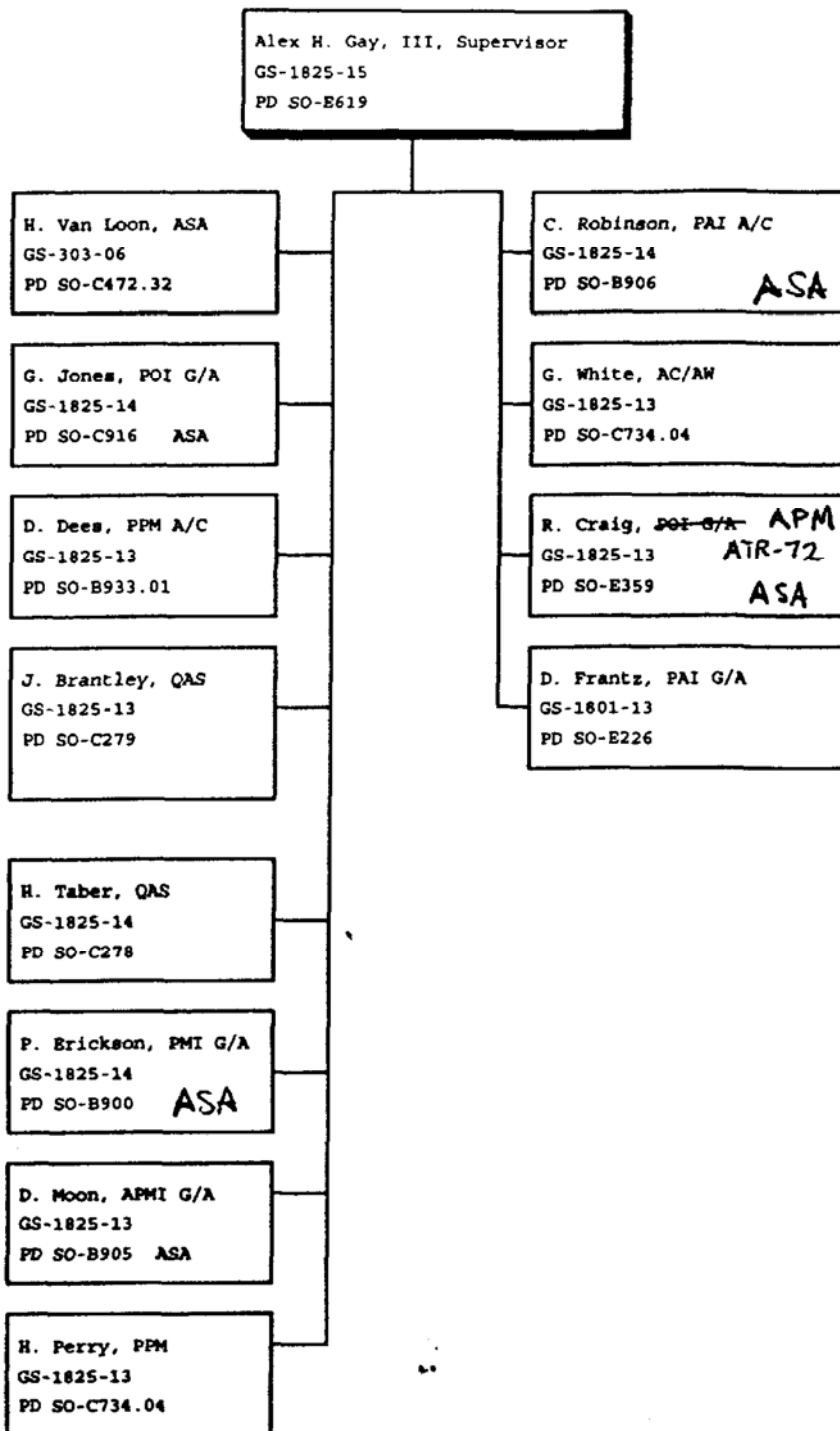 Alex H. Gay, III, Supervisor
GS-1825-15
PD SO-E619
H. Van Loon, ASA
GS-303-06
PD SO-C472.32
G. Jones, POI G/A
GS-1825-14
PD SO-C916 ASA
D. Dees, PPM A/C
GS-1825-13
PD SO-B933.01
J. Brantley, QAS
GS-1825-13
PD SO-C279
H. Taber, QAS
GS-1825-14
PD SO-C278
P. Erickson, PMI G/A
GS-1825-14
PD SO-B900 ASA
D. Moon, APMI G/A
GS-1825-13
PD SO-B905 ASA
H. Perry, PPM
GS-1825-13
PD SO-C734.04
C. Robinson, PAI A/C
GS-1825-14
PD SO-B906 ASA
G. White, AC/AW
GS-1825-13
PD SO-C734.04
R. Craig, POI G/A APM
GS-1825-13 ATR-72
PD SO-E359 ASA
D. Frantz, PAI G/A
GS-1801-13
PD SO-E226